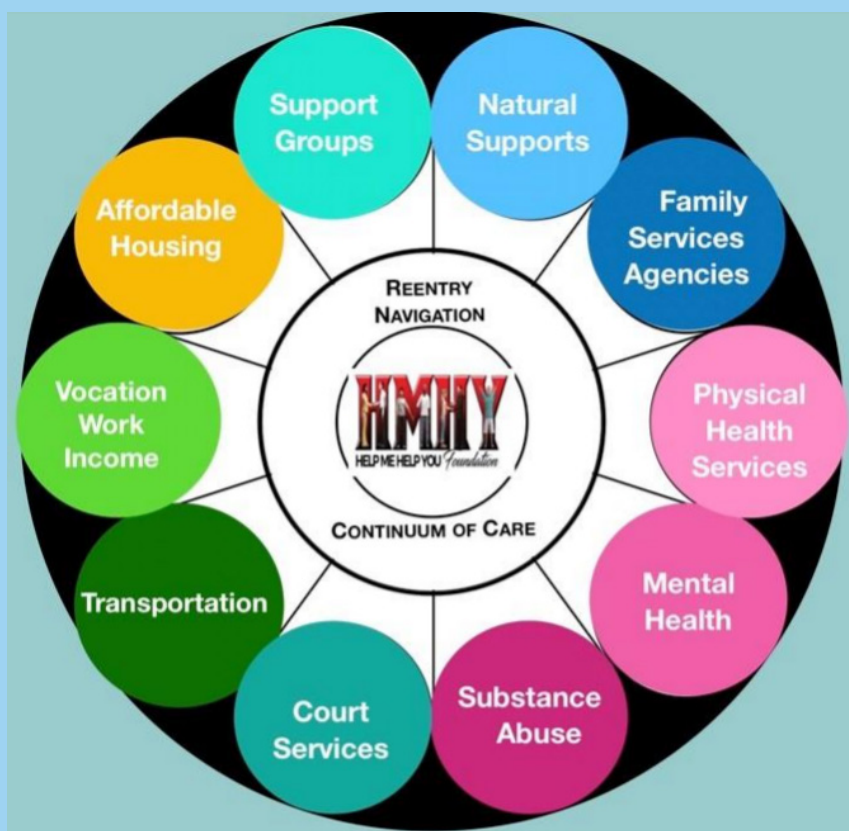 Support
Groups
Natural
Supports
Family
Services
Agencies
Physical
Health
Services
Mental
Health
Substance
Abuse
Court
Services
Transportation
Vocation
Work
Income
Affordable
Housing
REENTRY
NAVIGATION
HMHY
HELP ME HELP YOU Foundation
CONTINUUM OF CARE